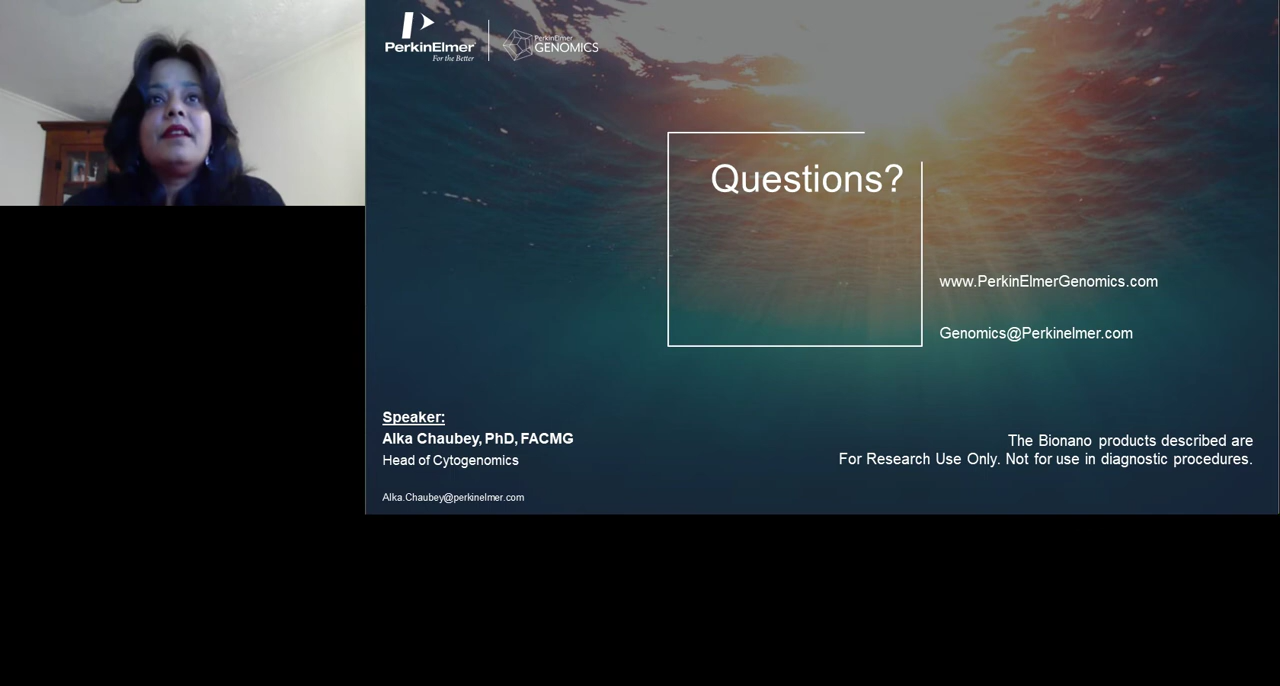 PerkinElmer
For the Better
PerkinElmer
GENOMICS
Questions?
www.PerkinElmerGenomics.com
Genomics@Perkinelmer.com
Speaker:
Alka Chaubey, PhD, FACMG
Head of Cytogenomics
Alka.Chaubey@perkinelmer.com
The Bionano products described are
For Research Use Only. Not for use in diagnostic procedures.